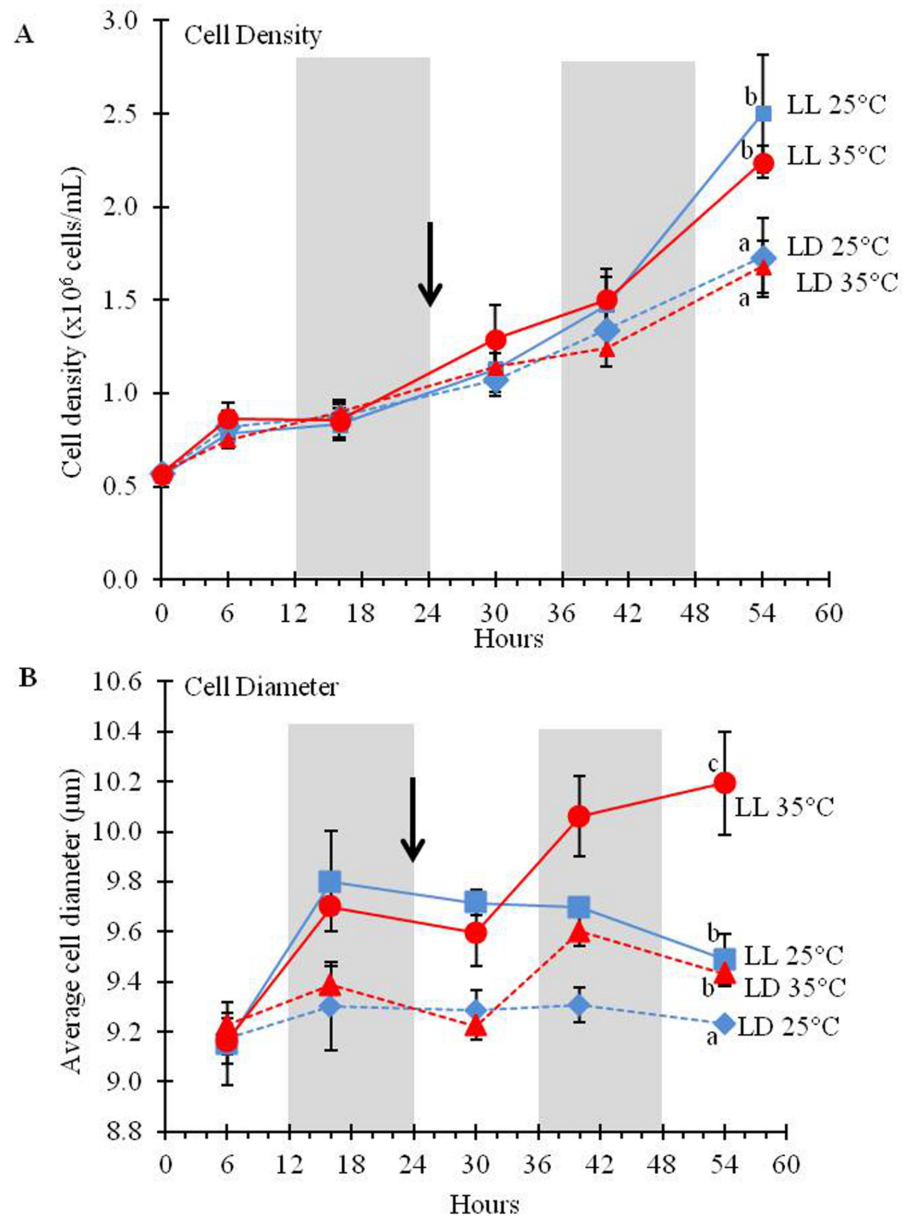 A
Cell Density
3.0
2.5
2.0
1.5
1.0
0.5
0.0
Cell density (x10⁶ cells/mL)
b
LL 25°C
b
LL 35°C
a
LD 25°C
LD 35°C
a
0 6 12 18 24 30 36 42 48 54 60
Hours
B
Cell Diameter
10.6
10.4
10.2
10.0
9.8
9.6
9.4
9.2
9.0
8.8
Average cell diameter (µm)
c
LL 35°C
b
LL 25°C
b
LD 35°C
LD 25°C
a
0 6 12 18 24 30 36 42 48 54 60
Hours